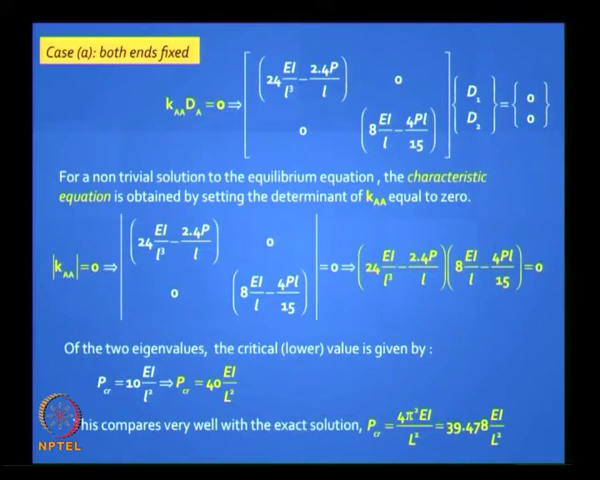 Case (a): both ends fixed
k_AA D_A = 0 ⇒ [ (24 EI/l³ − 2.4P/l) 0 ; 0 (8 EI/l − 4Pl/15) ] { D₁ ; D₂ } = { 0 ; 0 }
For a non trivial solution to the equilibrium equation , the characteristic
equation is obtained by setting the determinant of k_AA equal to zero.
|k_AA| = 0 ⇒ | (24 EI/l³ − 2.4P/l) 0 ; 0 (8 EI/l − 4Pl/15) | = 0 ⇒ (24 EI/l³ − 2.4P/l)(8 EI/l − 4Pl/15) = 0
Of the two eigenvalues, the critical (lower) value is given by :
P_cr = 10 EI/l² ⇒ P_cr = 40 EI/L²
This compares very well with the exact solution, P_cr = 4π²EI/L² = 39.478 EI/L²
NPTEL